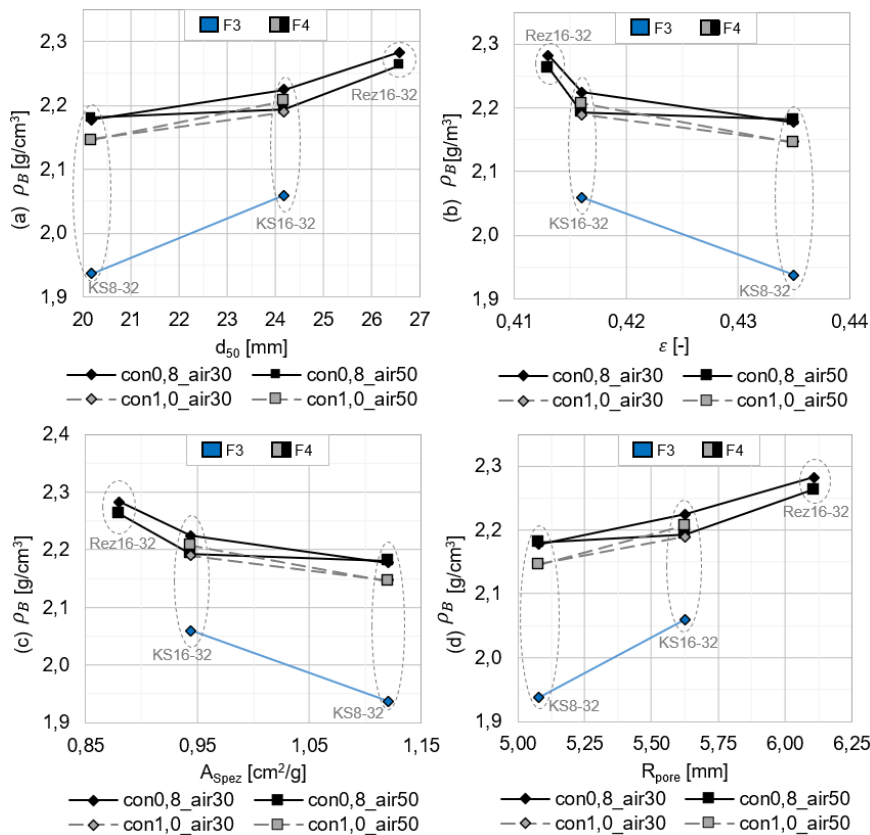 2,3
2,2
2,1
2,0
1,9
(a) ρB [g/cm³]
F3
F4
Rez16-32
KS16-32
KS8-32
20 21 22 23 24 25 26 27
d50 [mm]
con0,8_air30 con0,8_air50
con1,0_air30 con1,0_air50
2,3
2,2
2,1
2,0
1,9
(b) ρB[g/m³]
F3
F4
Rez16-32
KS16-32
KS8-32
0,41 0,42 0,43 0,44
ε [-]
con0,8_air30 con0,8_air50
con1,0_air30 con1,0_air50
2,4
2,3
2,2
2,1
2,0
1,9
(c) ρB [g/cm³]
F3
F4
Rez16-32
KS16-32
KS8-32
0,85 0,95 1,05 1,15
ASpez [cm²/g]
con0,8_air30 con0,8_air50
con1,0_air30 con1,0_air50
2,3
2,2
2,1
2,0
1,9
(d) ρB [g/cm³]
F3
F4
Rez16-32
KS16-32
KS8-32
5,00 5,25 5,50 5,75 6,00 6,25
Rpore [mm]
con0,8_air30 con0,8_air50
con1,0_air30 con1,0_air50